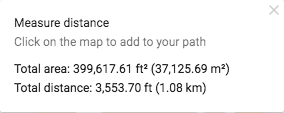 Measure distance
Click on the map to add to your path
Total area: 399,617.61 ft² (37,125.69 m²)
Total distance: 3,553.70 ft (1.08 km)